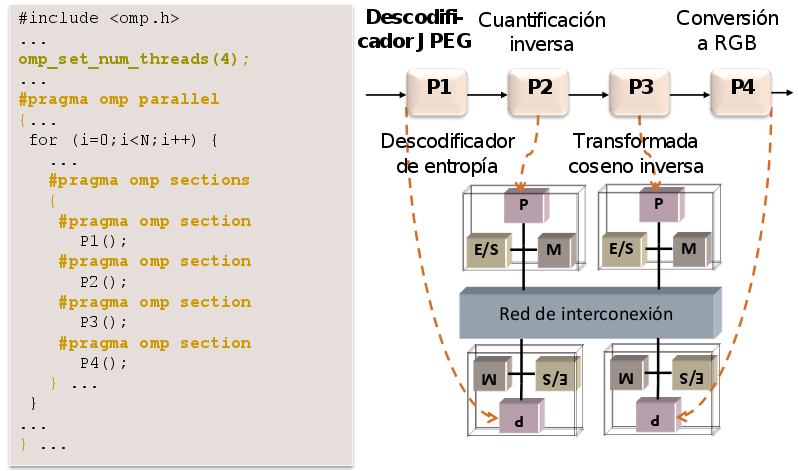 #include <omp.h>
...
omp_set_num_threads(4);
...
#pragma omp parallel
{...
for (i=0;i<N;i++) {
...
#pragma omp sections
{
#pragma omp section
P1();
#pragma omp section
P2();
#pragma omp section
P3();
#pragma omp section
P4();
} ...
}
...
} ...
Descodifi-
cador JPEG
Cuantificación
inversa
Conversión
a RGB
P1
P2
P3
P4
Descodificador
de entropía
Transformada
coseno inversa
P
E/S
M
P
E/S
M
Red de interconexión
M
E/S
P
M
E/S
P